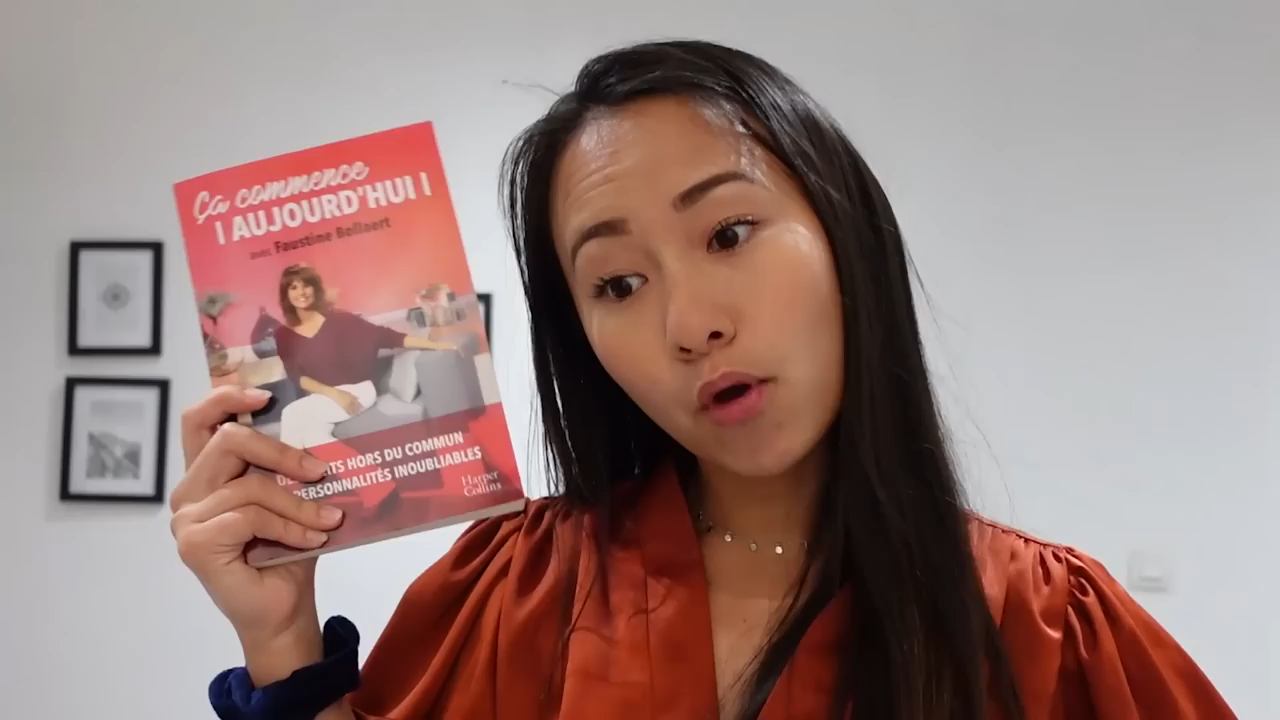 Ça commence
AUJOURD'HUI
avec Faustine Bollaert
HORS DU COMMUN
PERSONNALITÉS INOUBLIABLES
Harper
Collins